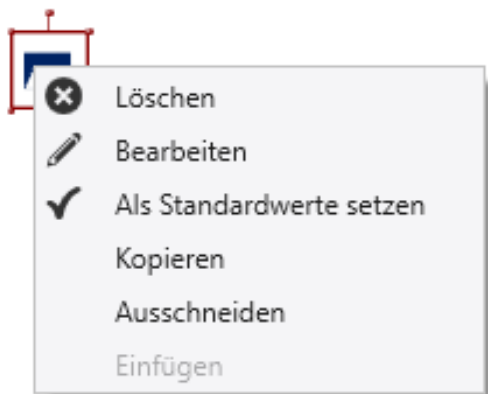 Löschen
Bearbeiten
Als Standardwerte setzen
Kopieren
Ausschneiden
Einfügen